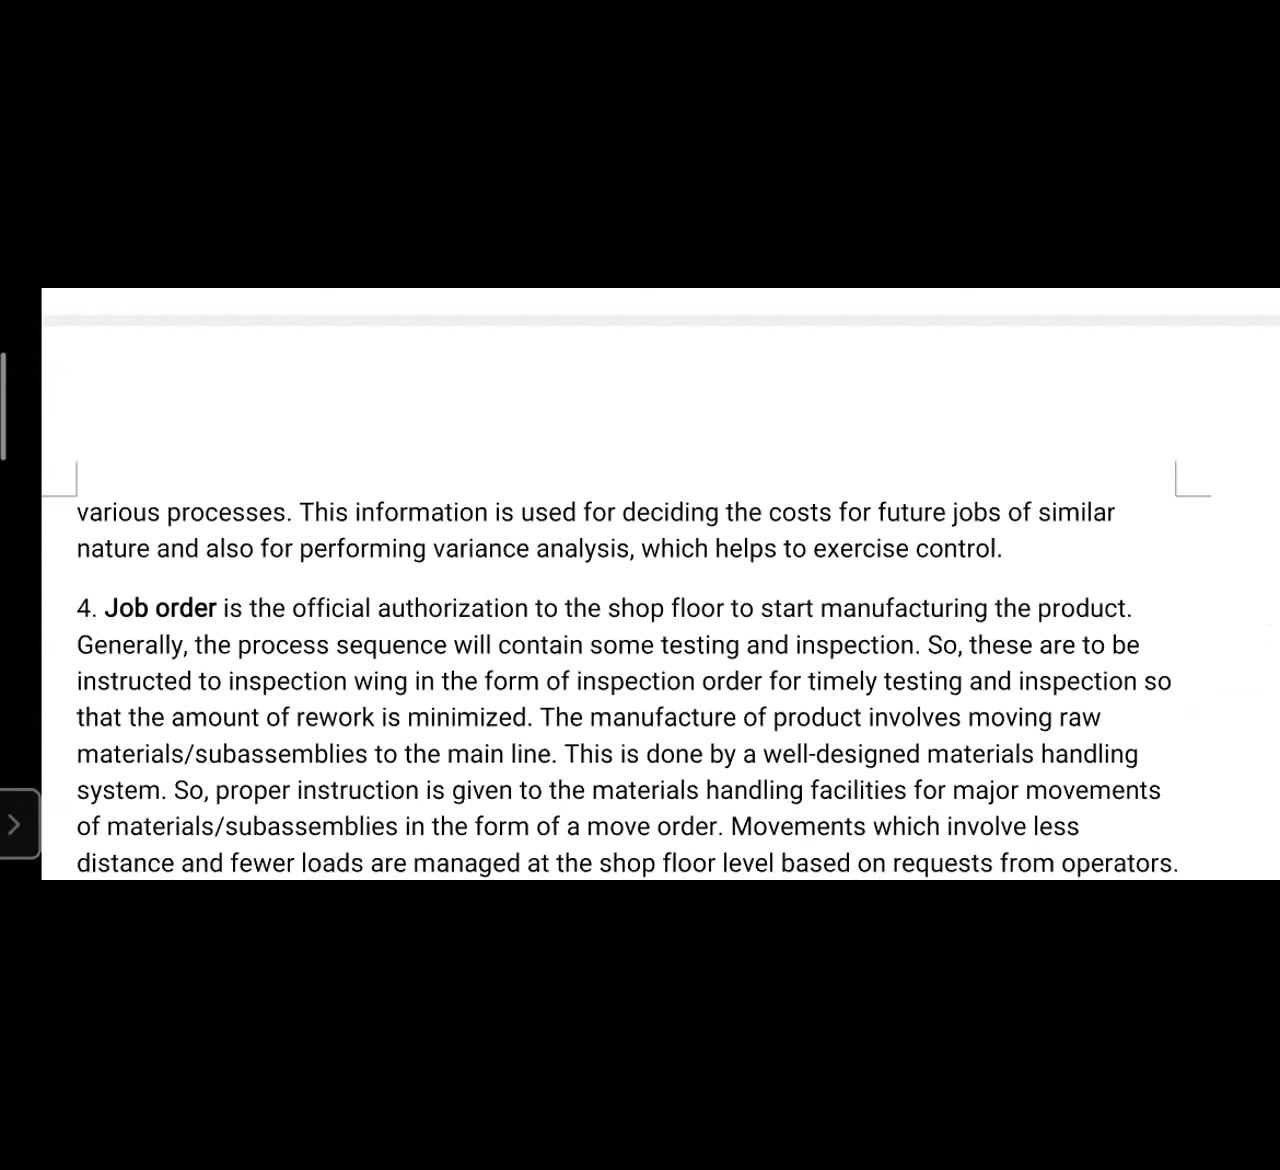 various processes. This information is used for deciding the costs for future jobs of similar
nature and also for performing variance analysis, which helps to exercise control.
4. Job order is the official authorization to the shop floor to start manufacturing the product.
Generally, the process sequence will contain some testing and inspection. So, these are to be
instructed to inspection wing in the form of inspection order for timely testing and inspection so
that the amount of rework is minimized. The manufacture of product involves moving raw
materials/subassemblies to the main line. This is done by a well-designed materials handling
system. So, proper instruction is given to the materials handling facilities for major movements
of materials/subassemblies in the form of a move order. Movements which involve less
distance and fewer loads are managed at the shop floor level based on requests from operators.